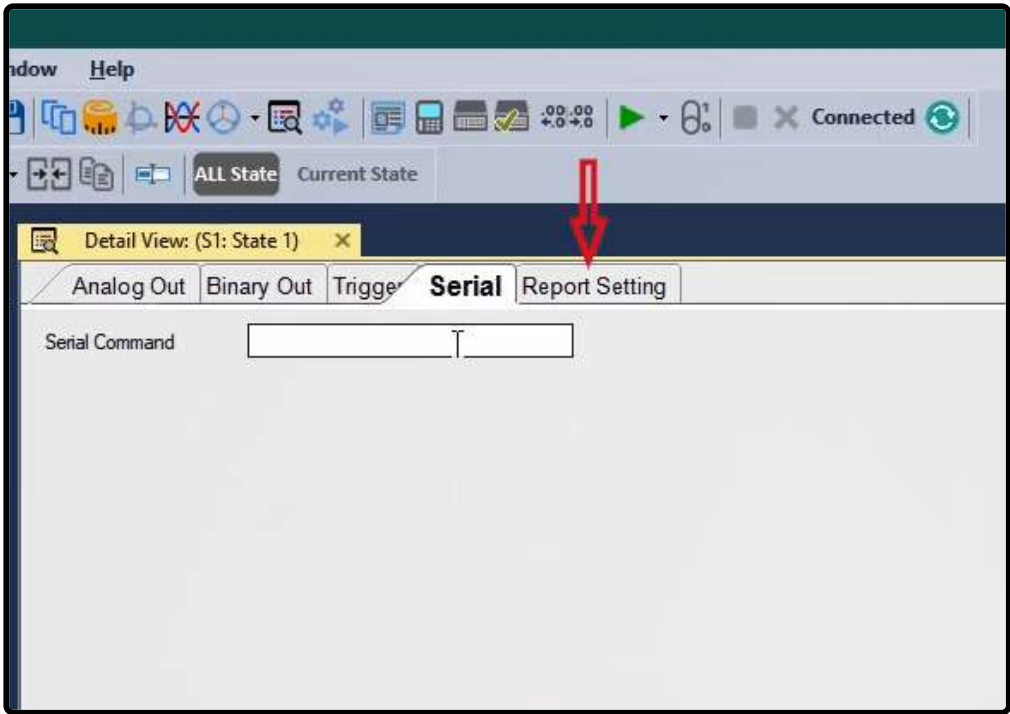 Help
Connected
ALL State Current State
Detail View: (S1: State 1)
Analog Out Binary Out Trigger Serial Report Setting
Serial Command